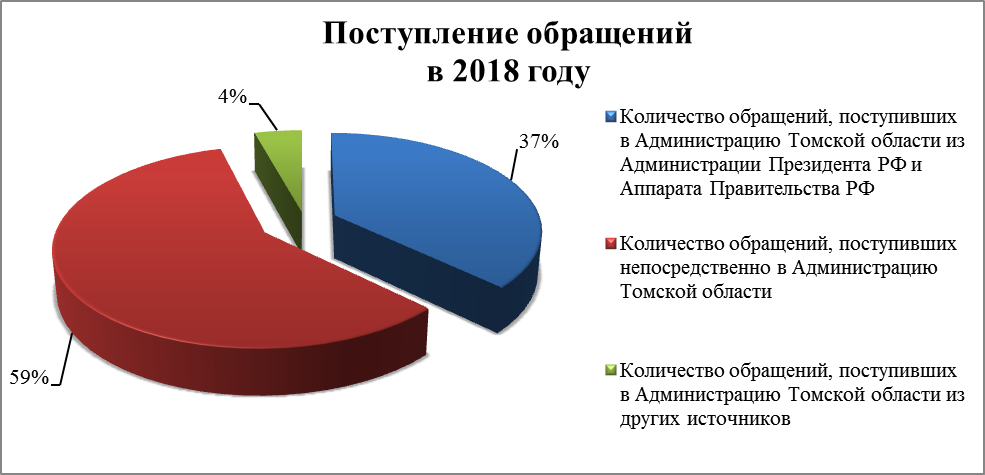 Поступление обращений
в 2018 году
4%
37%
59%
Количество обращений, поступивших
в Администрацию Томской области из
Администрации Президента РФ и
Аппарата Правительства РФ
Количество обращений, поступивших
непосредственно в Администрацию
Томской области
Количество обращений, поступивших
в Администрацию Томской области из
других источников